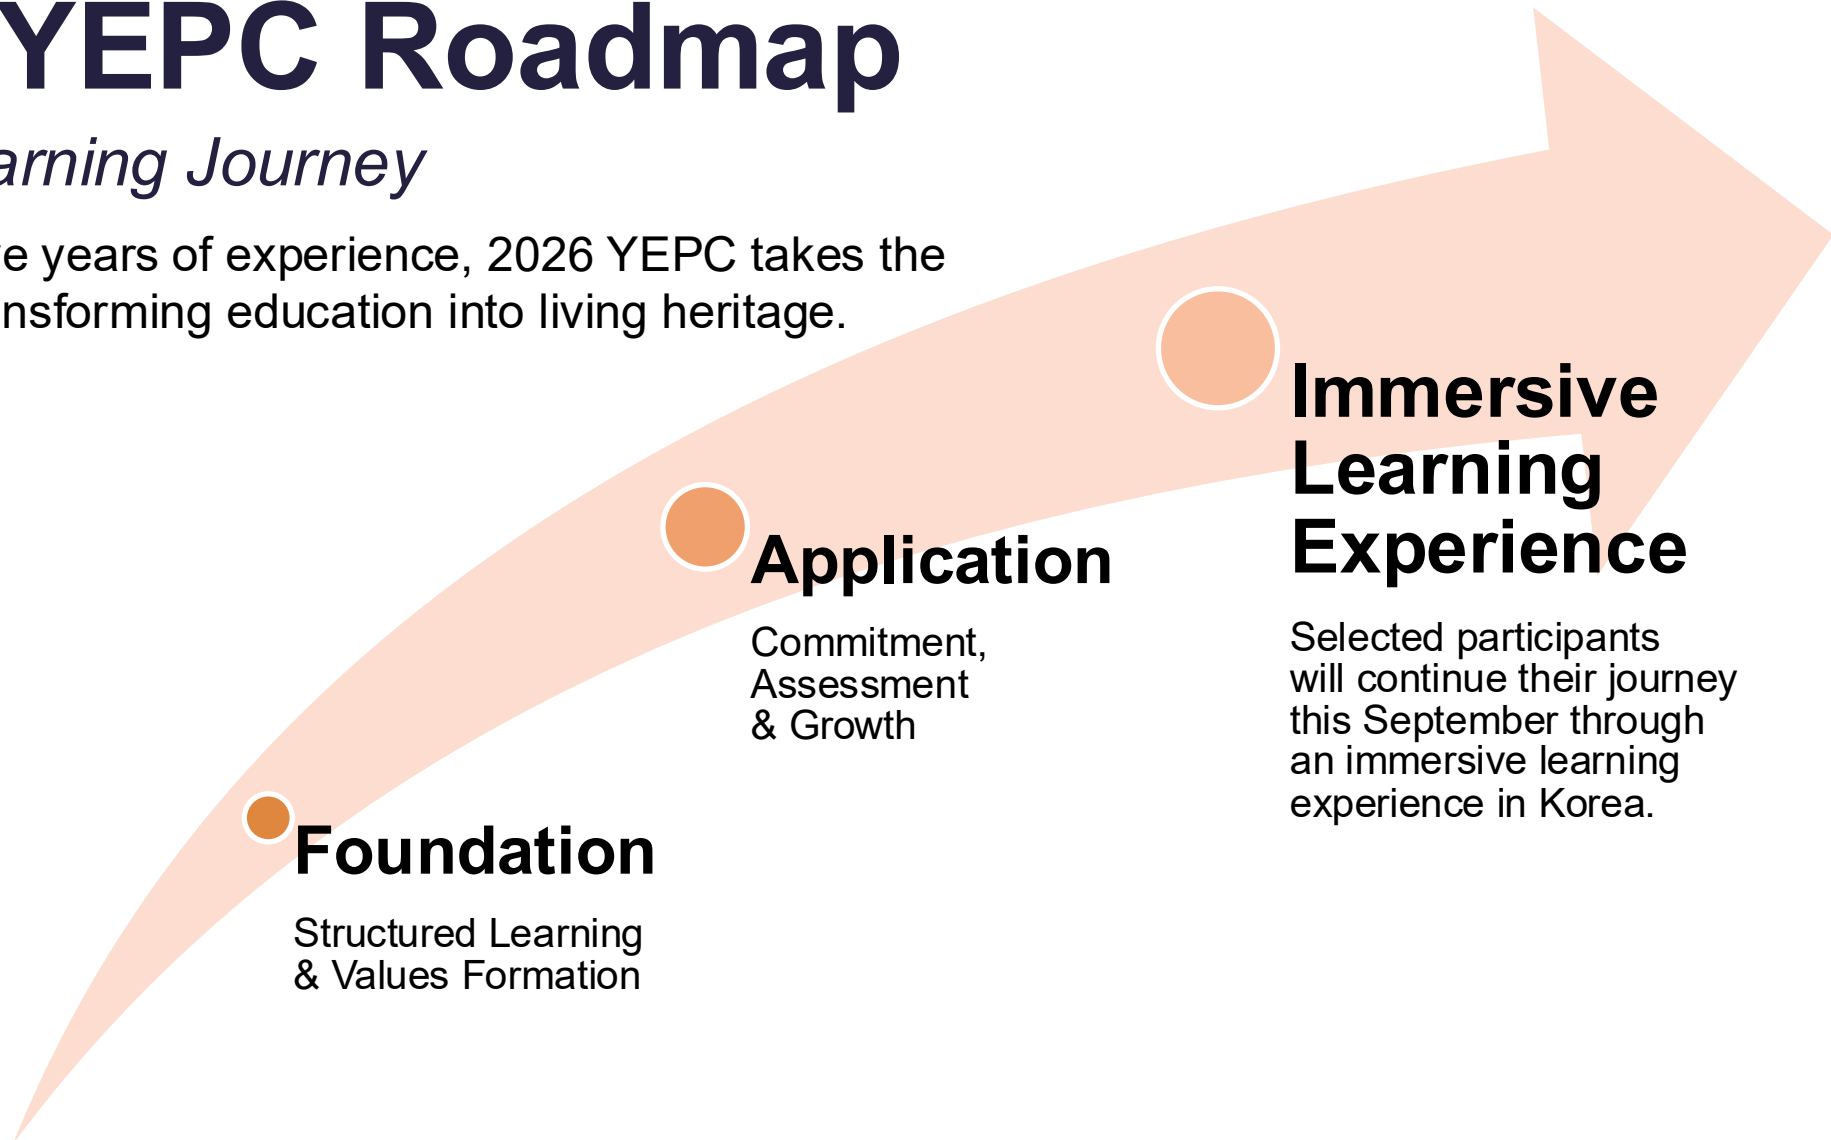 YEPC Roadmap
arning Journey
e years of experience, 2026 YEPC takes the
nsforming education into living heritage.
Immersive
Learning
Experience
Selected participants
will continue their journey
this September through
an immersive learning
experience in Korea.
Application
Commitment,
Assessment
& Growth
Foundation
Structured Learning
& Values Formation